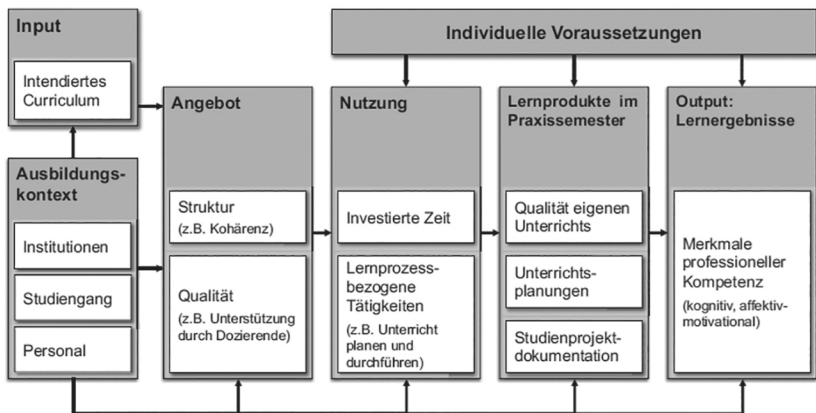 Input
Intendiertes
Curriculum
Ausbildungs-
kontext
Institutionen
Studiengang
Personal
Angebot
Struktur
(z.B. Kohärenz)
Qualität
(z.B. Unterstützung
durch Dozierende)
Individuelle Voraussetzungen
Nutzung
Investierte Zeit
Lernprozess-
bezogene
Tätigkeiten
(z.B. Unterricht
planen und
durchführen)
Lernprodukte im
Praxissemester
Qualität eigenen
Unterrichts
Unterrichts-
planungen
Studienprojekt-
dokumentation
Output:
Lernergebnisse
Merkmale
professioneller
Kompetenz
(kognitiv, affektiv-
motivational)